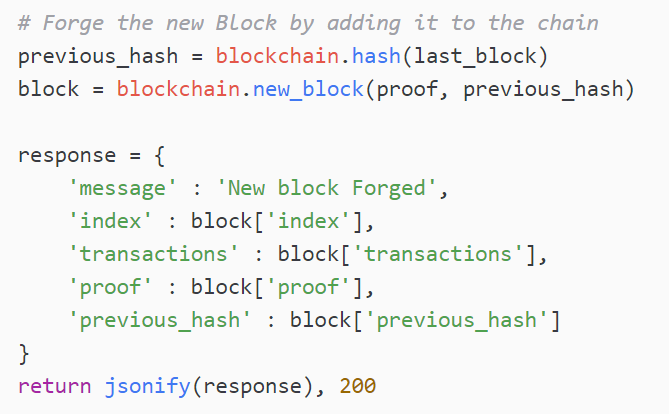 # Forge the new Block by adding it to the chain
previous_hash = blockchain.hash(last_block)
block = blockchain.new_block(proof, previous_hash)

response = {
    'message' : 'New block Forged',
    'index' : block['index'],
    'transactions' : block['transactions'],
    'proof' : block['proof'],
    'previous_hash' : block['previous_hash']
}
return jsonify(response), 200